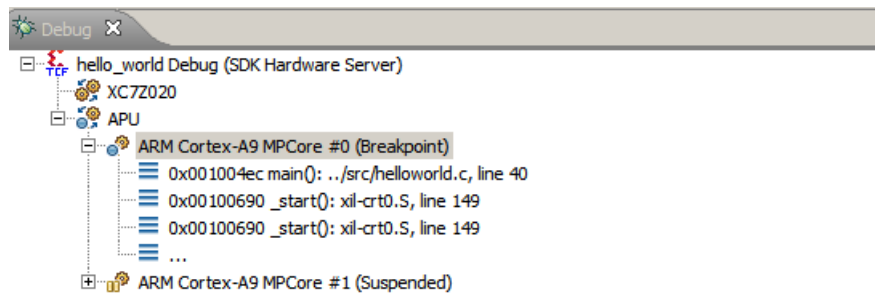 Debug
TCF hello_world Debug (SDK Hardware Server)
XC7Z020
APU
ARM Cortex-A9 MPCore #0 (Breakpoint)
0x001004ec main(): ../src/helloworld.c, line 40
0x00100690 _start(): xil-crt0.S, line 149
0x00100690 _start(): xil-crt0.S, line 149
...
ARM Cortex-A9 MPCore #1 (Suspended)